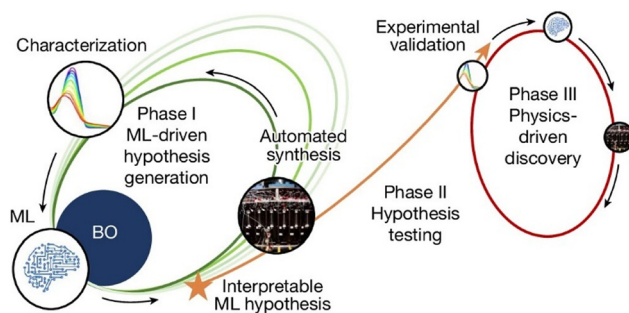 Characterization
Phase I
ML-driven
hypothesis
generation
Automated
synthesis
ML
BO
Interpretable
ML hypothesis
Phase II
Hypothesis
testing
Experimental
validation
Phase III
Physics-
driven
discovery